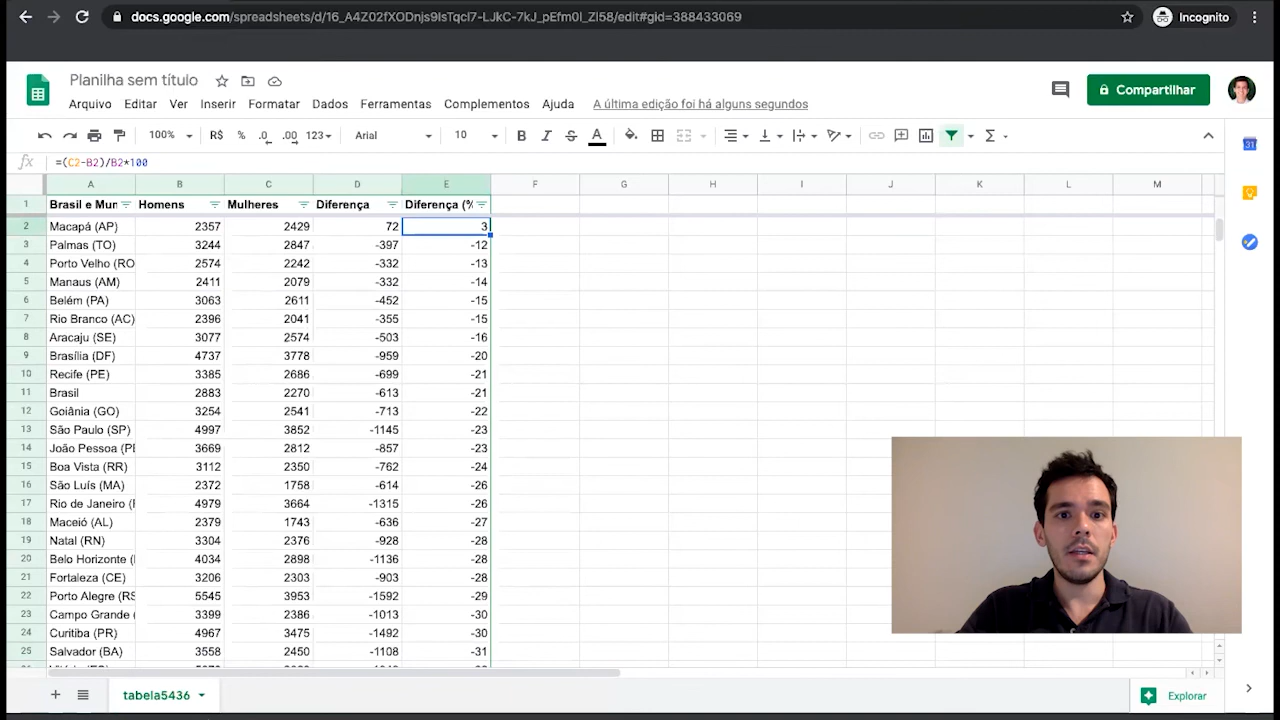 docs.google.com/spreadsheets/d/16_A4Z02fXODnjs9IsTqcI7-LJkC-7kJ_pEfm0l_Zl58/edit#gid=388433069
Incognito
Planilha sem título
Arquivo Editar Ver Inserir Formatar Dados Ferramentas Complementos Ajuda A última edição foi há alguns segundos
Compartilhar
100% R$ % .0 .00 123 Arial 10 B I S A
31
fx =(C2-B2)/B2*100
A B C D E F G H I J K L M
1 Brasil e Mun Homens Mulheres Diferença Diferença (%
2 Macapá (AP) 2357 2429 72 3
3 Palmas (TO) 3244 2847 -397 -12
4 Porto Velho (RO 2574 2242 -332 -13
5 Manaus (AM) 2411 2079 -332 -14
6 Belém (PA) 3063 2611 -452 -15
7 Rio Branco (AC) 2396 2041 -355 -15
8 Aracaju (SE) 3077 2574 -503 -16
9 Brasília (DF) 4737 3778 -959 -20
10 Recife (PE) 3385 2686 -699 -21
11 Brasil 2883 2270 -613 -21
12 Goiânia (GO) 3254 2541 -713 -22
13 São Paulo (SP) 4997 3852 -1145 -23
14 João Pessoa (PE 3669 2812 -857 -23
15 Boa Vista (RR) 3112 2350 -762 -24
16 São Luís (MA) 2372 1758 -614 -26
17 Rio de Janeiro ( 4979 3664 -1315 -26
18 Maceió (AL) 2379 1743 -636 -27
19 Natal (RN) 3304 2376 -928 -28
20 Belo Horizonte ( 4034 2898 -1136 -28
21 Fortaleza (CE) 3206 2303 -903 -28
22 Porto Alegre (RS 5545 3953 -1592 -29
23 Campo Grande ( 3399 2386 -1013 -30
24 Curitiba (PR) 4967 3475 -1492 -30
25 Salvador (BA) 3558 2450 -1108 -31
tabela5436
Explorar